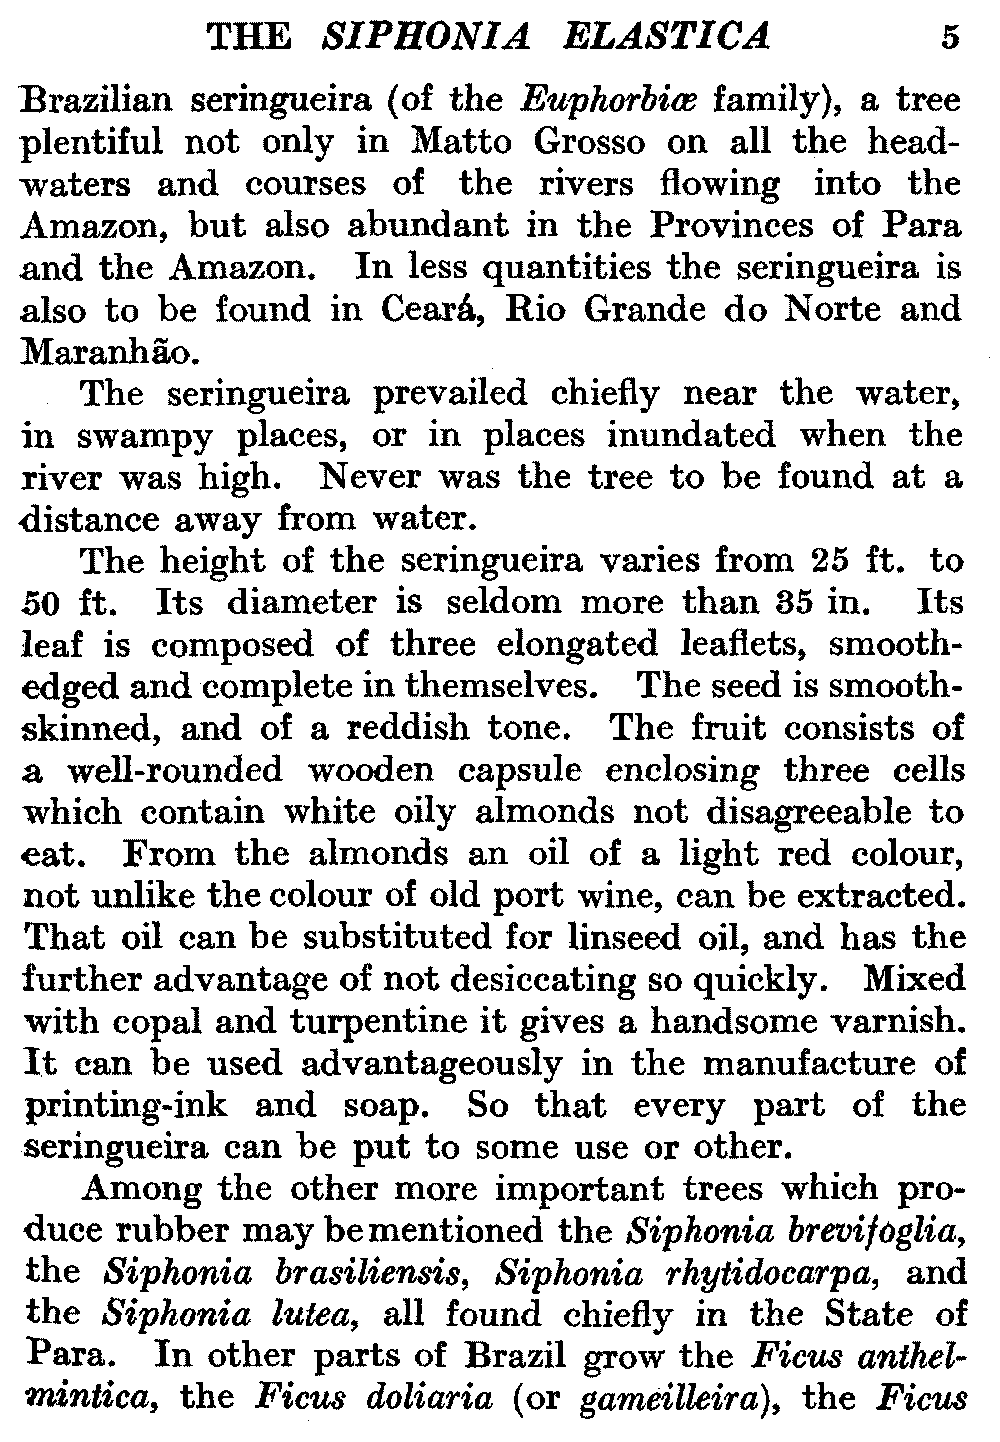 THE SIPHONIA ELASTICA 5
Brazilian seringueira (of the Euphorbiæ family), a tree
plentiful not only in Matto Grosso on all the head-
waters and courses of the rivers flowing into the
Amazon, but also abundant in the Provinces of Para
and the Amazon. In less quantities the seringueira is
also to be found in Ceará, Rio Grande do Norte and
Maranhão.
The seringueira prevailed chiefly near the water,
in swampy places, or in places inundated when the
river was high. Never was the tree to be found at a
distance away from water.
The height of the seringueira varies from 25 ft. to
50 ft. Its diameter is seldom more than 35 in. Its
leaf is composed of three elongated leaflets, smooth-
edged and complete in themselves. The seed is smooth-
skinned, and of a reddish tone. The fruit consists of
a well-rounded wooden capsule enclosing three cells
which contain white oily almonds not disagreeable to
eat. From the almonds an oil of a light red colour,
not unlike the colour of old port wine, can be extracted.
That oil can be substituted for linseed oil, and has the
further advantage of not desiccating so quickly. Mixed
with copal and turpentine it gives a handsome varnish.
It can be used advantageously in the manufacture of
printing-ink and soap. So that every part of the
seringueira can be put to some use or other.
Among the other more important trees which pro-
duce rubber may be mentioned the Siphonia brevifoglia,
the Siphonia brasiliensis, Siphonia rhytidocarpa, and
the Siphonia lutea, all found chiefly in the State of
Para. In other parts of Brazil grow the Ficus anthel-
mintica, the Ficus doliaria (or gameilleira), the Ficus